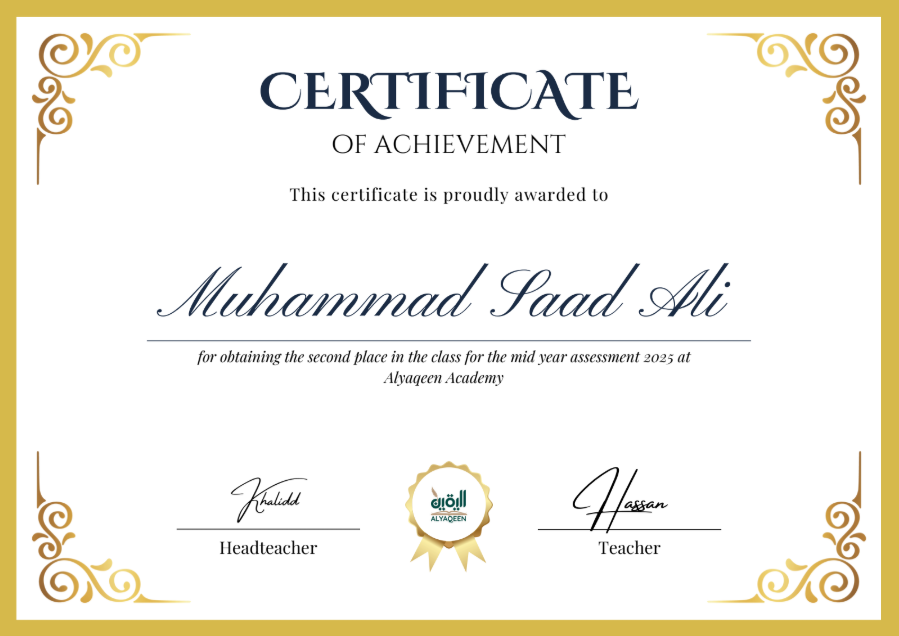 CERTIFICATE
OF ACHIEVEMENT
This certificate is proudly awarded to
Muhammad Saad Ali
for obtaining the second place in the class for the mid year assessment 2025 at
Alyaqeen Academy
Khalidd
Headteacher
اليقين
ALYAQEEN
Hassan
Teacher